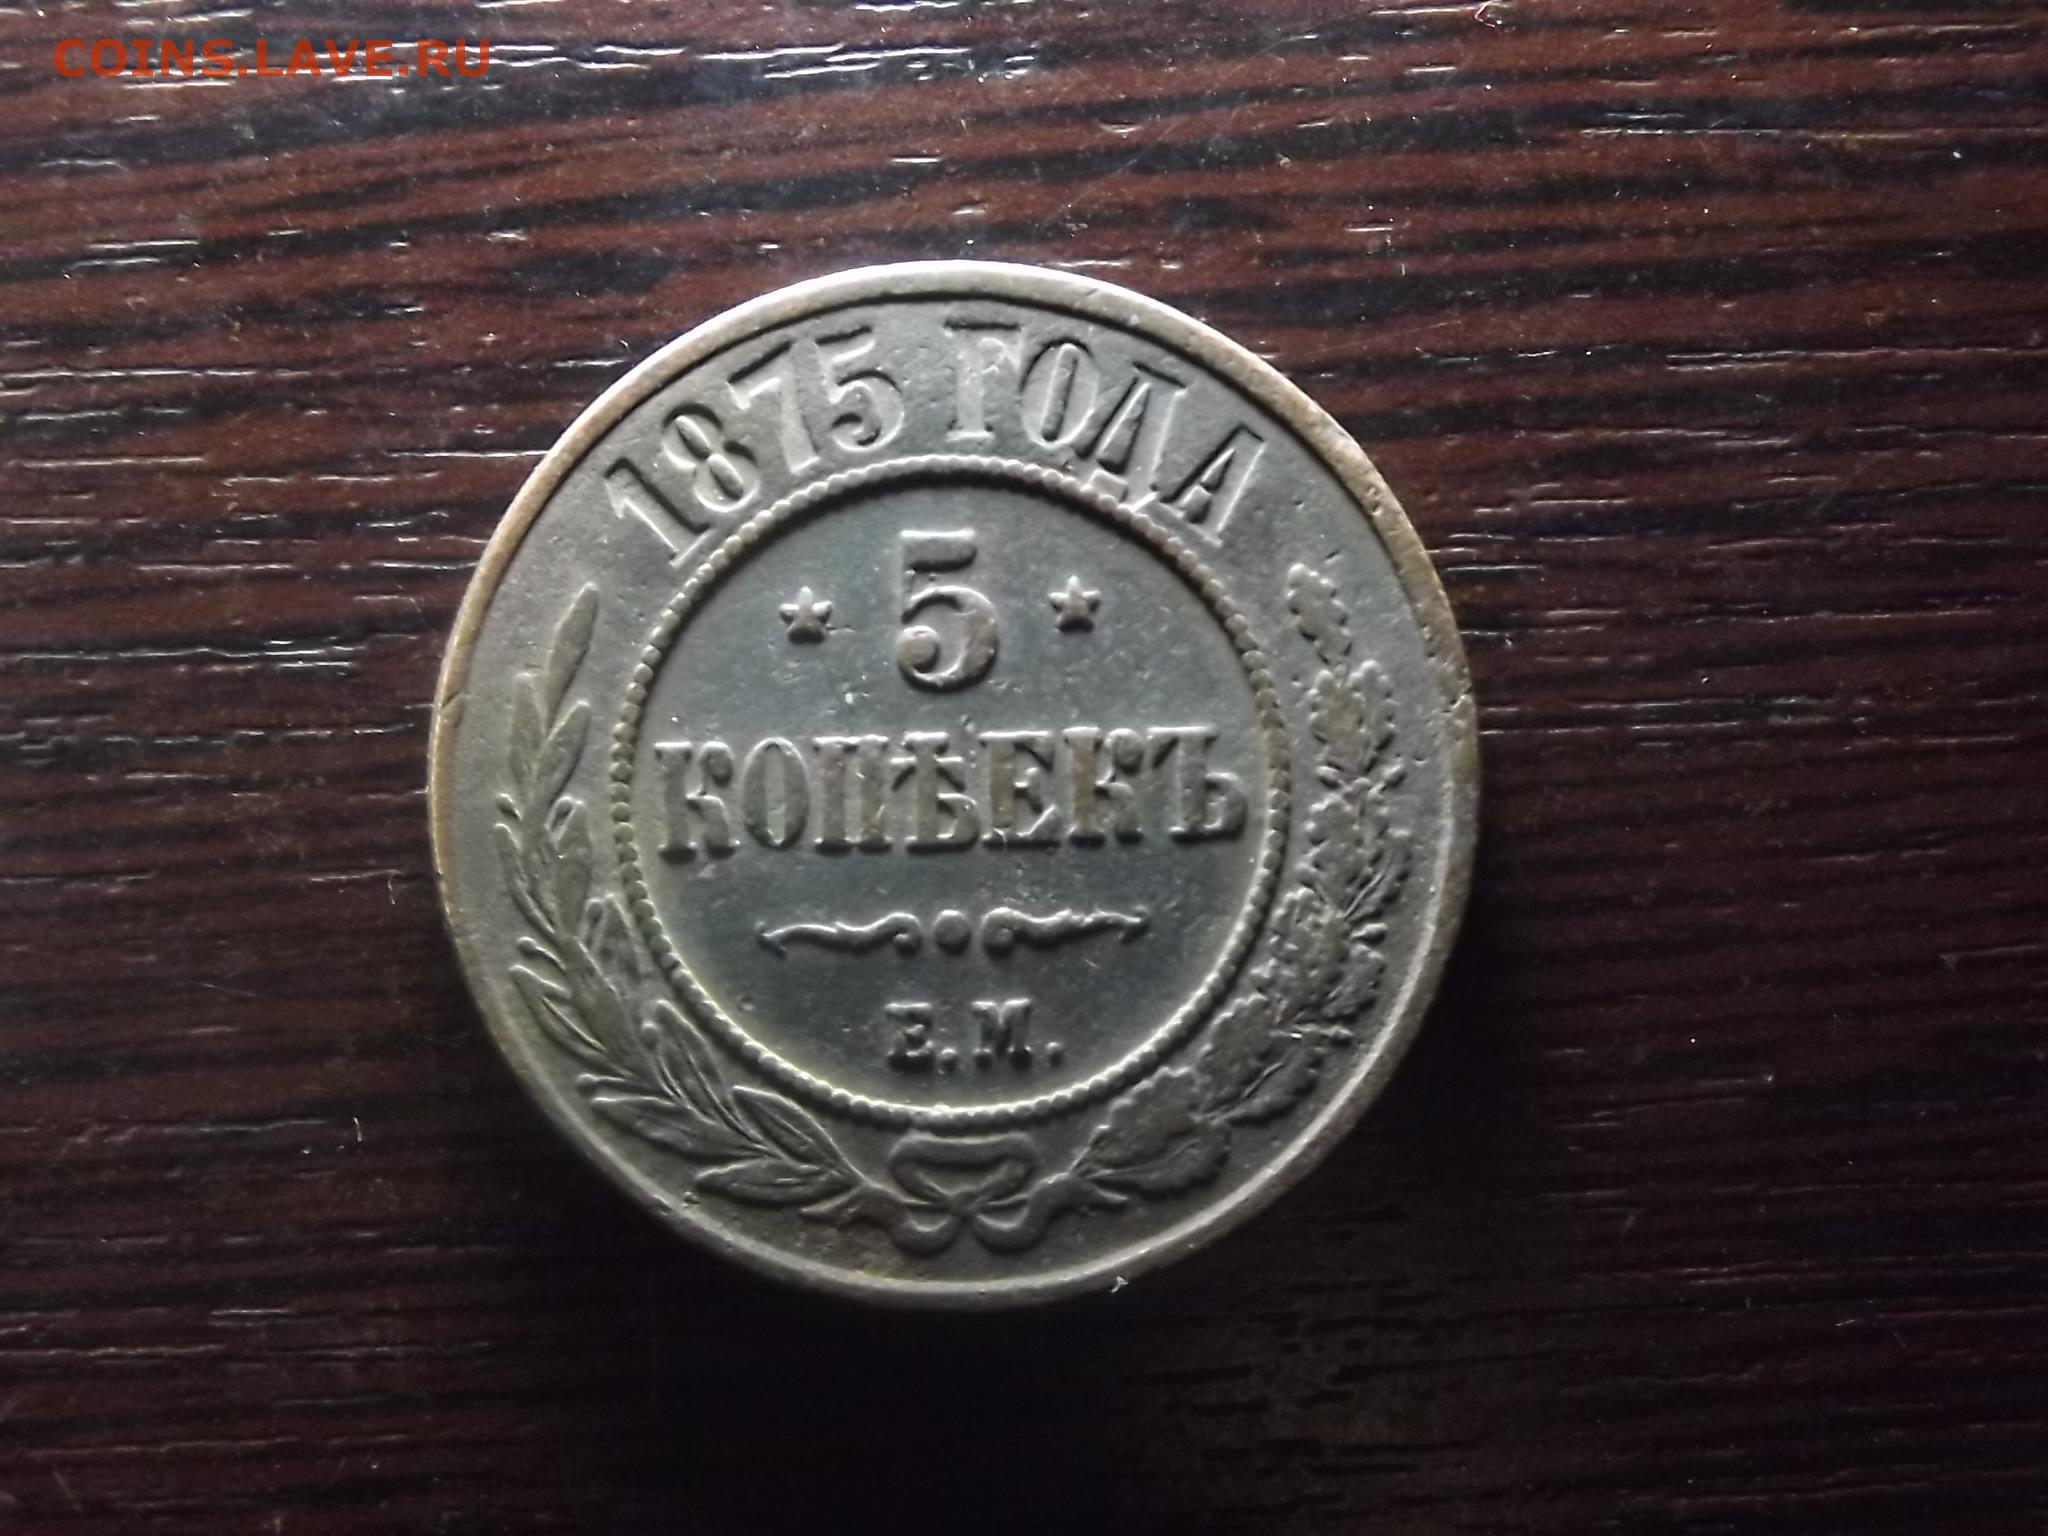 COINS.LAVE.RU
1875 ГОДА
5
КОПѢЕКЪ
Е.М.